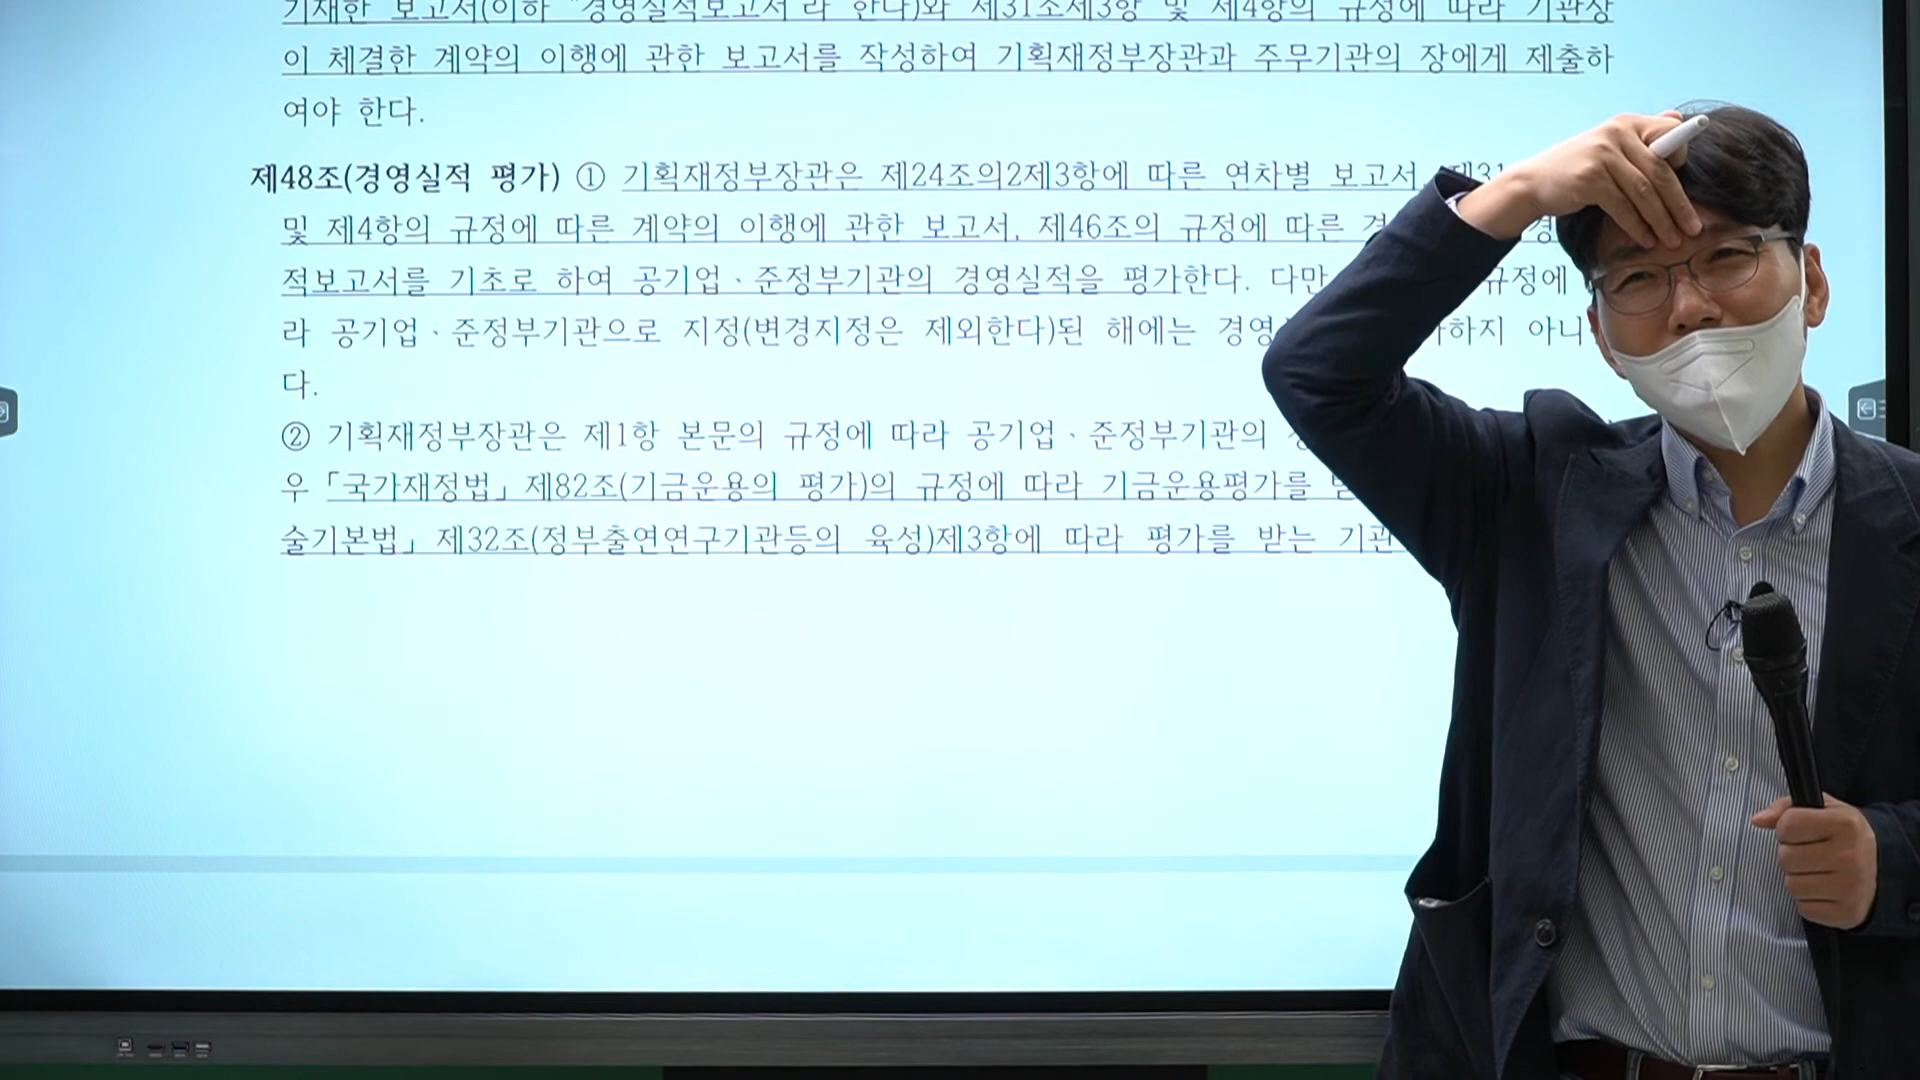 기재한 보고서(이하 "경영실적보고서"라 한다)와 제31조제3항 및 제4항의 규정에 따라 기관장
이 체결한 계약의 이행에 관한 보고서를 작성하여 기획재정부장관과 주무기관의 장에게 제출하
여야 한다.
제48조(경영실적 평가) ① 기획재정부장관은 제24조의2제3항에 따른 연차별 보고서 제31
및 제4항의 규정에 따른 계약의 이행에 관한 보고서, 제46조의 규정에 따른 경
적보고서를 기초로 하여 공기업ㆍ준정부기관의 경영실적을 평가한다. 다만 규정에
라 공기업ㆍ준정부기관으로 지정(변경지정은 제외한다)된 해에는 경영 하지 아니
다.
② 기획재정부장관은 제1항 본문의 규정에 따라 공기업ㆍ준정부기관의
우 「국가재정법」 제82조(기금운용의 평가)의 규정에 따라 기금운용평가를
술기본법」 제32조(정부출연연구기관등의 육성)제3항에 따라 평가를 받는 기관